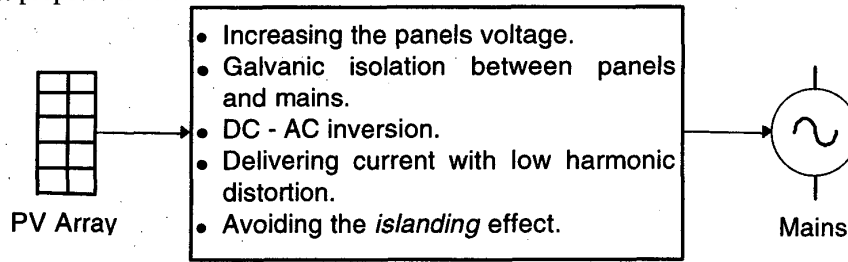 • Increasing the panels voltage.
• Galvanic isolation between panels
and mains.
• DC - AC inversion.
• Delivering current with low harmonic
distortion.
• Avoiding the islanding effect.
PV Array
Mains